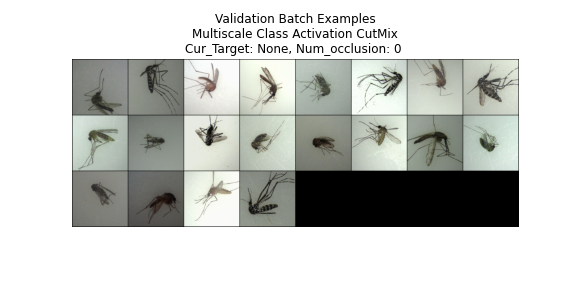 Validation Batch Examples
Multiscale Class Activation CutMix
Cur_Target: None, Num_occlusion: 0